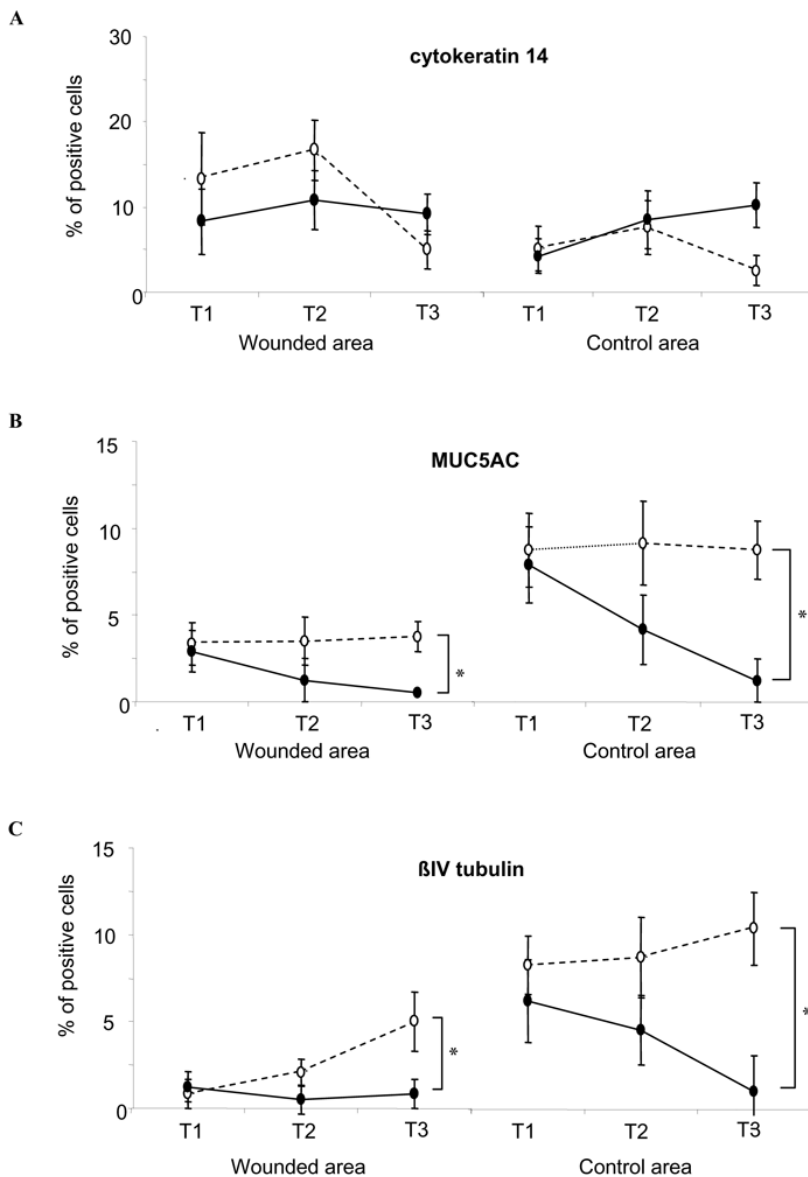 A
cytokeratin 14
% of positive cells
30
20
10
0
T1 T2 T3 T1 T2 T3
Wounded area Control area
B
MUC5AC
% of positive cells
15
10
5
0
*
*
T1 T2 T3 T1 T2 T3
Wounded area Control area
C
ßIV tubulin
% of positive cells
15
10
5
0
*
*
T1 T2 T3 T1 T2 T3
Wounded area Control area